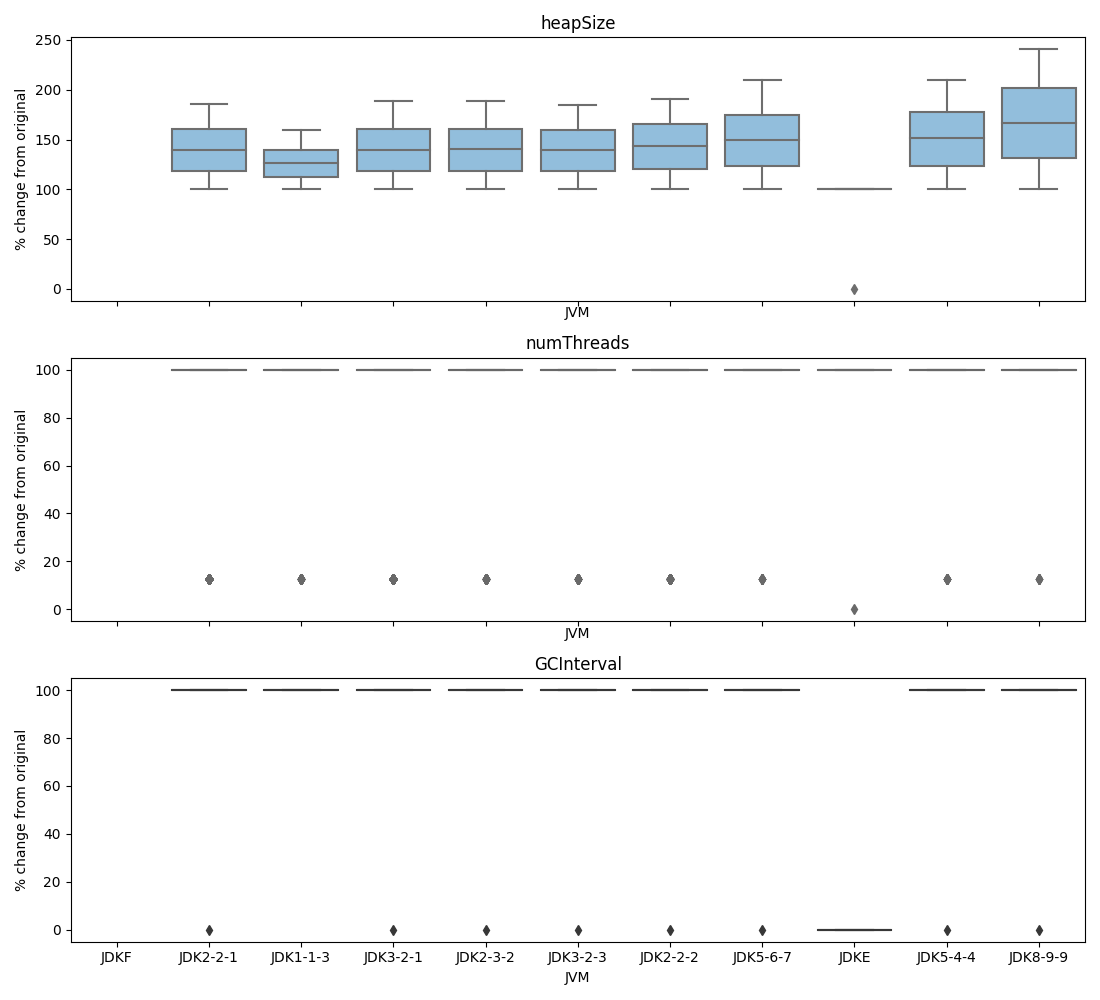 heapSize
% change from original
250
200
150
100
50
0
JVM
numThreads
% change from original
100
80
60
40
20
0
JVM
GCInterval
% change from original
100
80
60
40
20
0
JDKF JDK2-2-1 JDK1-1-3 JDK3-2-1 JDK2-3-2 JDK3-2-3 JDK2-2-2 JDK5-6-7 JDKE JDK5-4-4 JDK8-9-9
JVM